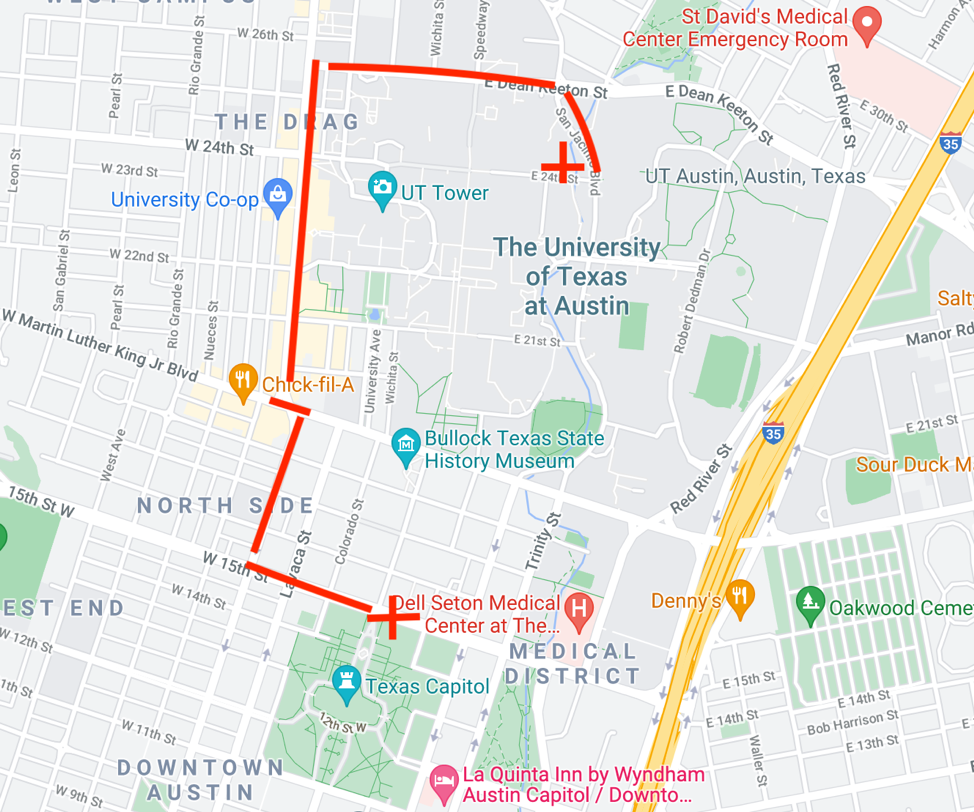 WEST CAMPUS
W 26th St
Wichita St
Speedway
St David's Medical
Center Emergency Room
Harmon A
Rio Grande St
Pearl St
E Dean Keeton St
E Dean Keeton St
Red River St
E 30th St
35
THE DRAG
San Jacinto Blvd
W 24th St
E 24th St
W 23rd St
Leon St
University Co-op
UT Tower
UT Austin, Austin, Texas
The University
of Texas
at Austin
W 22nd St
San Gabriel St
Pearl St
Rio Grande St
Nueces St
Robert Dedman Dr
Salt
Manor Rd
W Martin Luther King Jr Blvd
E 21st St
University Ave
Wichita St
Chick-fil-A
35
E 21st St
West Ave
Bullock Texas State
History Museum
Red River St
Sour Duck M
15th St W
NORTH SIDE
Colorado St
Trinity St
Lavaca St
W 15th St
W 14th St
EST END
Dell Seton Medical
Center at The...
Denny's
Oakwood Ceme
W 12th St
MEDICAL
DISTRICT
Texas Capitol
1th St
12th St W
E 15th St
E 14th St
E 14th St
Bob Harrison St
E 13th St
Waller St
W 11th St
DOWNTOWN
AUSTIN
W 9th St
La Quinta Inn by Wyndham
Austin Capitol / Downto...